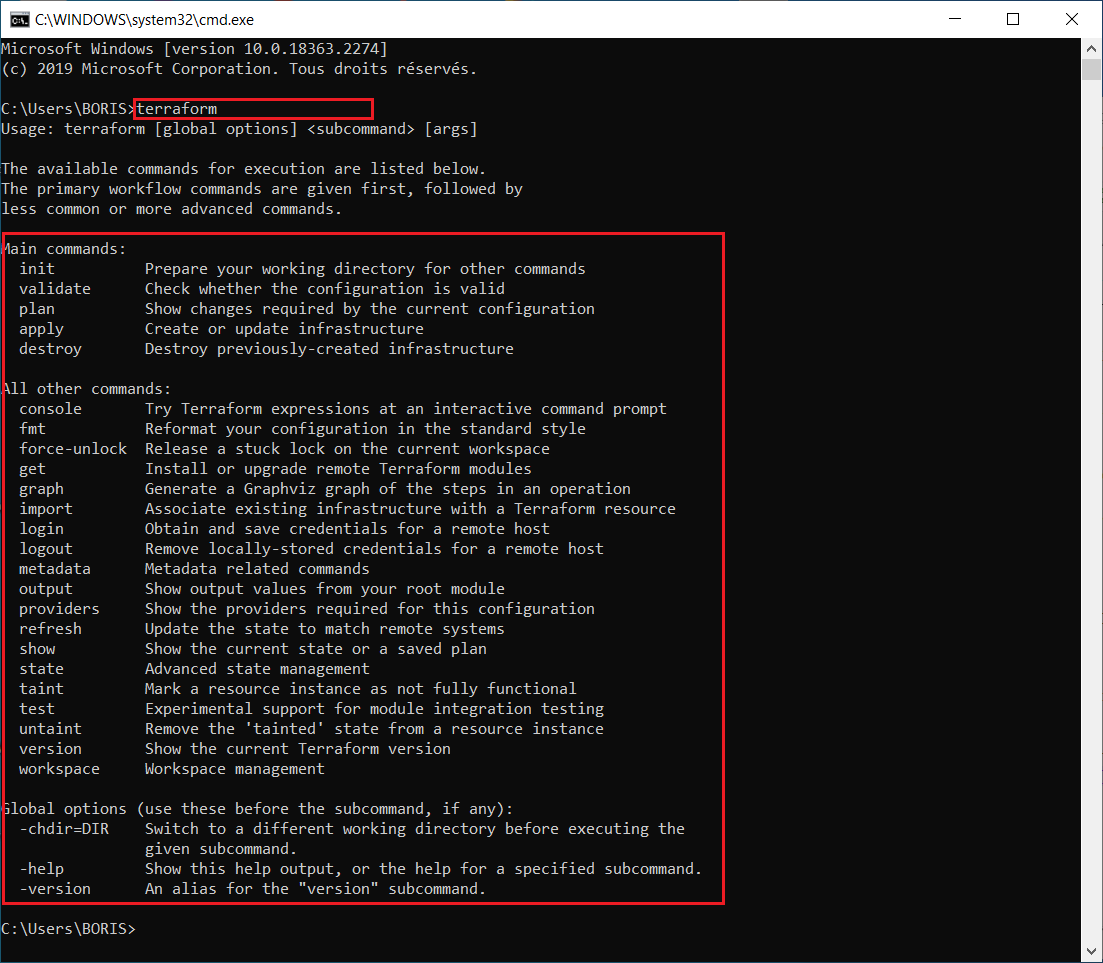 C:\WINDOWS\system32\cmd.exe
Microsoft Windows [version 10.0.18363.2274]
(c) 2019 Microsoft Corporation. Tous droits réservés.
C:\Users\BORIS>terraform
Usage: terraform [global options] <subcommand> [args]
The available commands for execution are listed below.
The primary workflow commands are given first, followed by
less common or more advanced commands.
Main commands:
  init          Prepare your working directory for other commands
  validate      Check whether the configuration is valid
  plan          Show changes required by the current configuration
  apply         Create or update infrastructure
  destroy       Destroy previously-created infrastructure
All other commands:
  console       Try Terraform expressions at an interactive command prompt
  fmt           Reformat your configuration in the standard style
  force-unlock  Release a stuck lock on the current workspace
  get           Install or upgrade remote Terraform modules
  graph         Generate a Graphviz graph of the steps in an operation
  import        Associate existing infrastructure with a Terraform resource
  login         Obtain and save credentials for a remote host
  logout        Remove locally-stored credentials for a remote host
  metadata      Metadata related commands
  output        Show output values from your root module
  providers     Show the providers required for this configuration
  refresh       Update the state to match remote systems
  show          Show the current state or a saved plan
  state         Advanced state management
  taint         Mark a resource instance as not fully functional
  test          Experimental support for module integration testing
  untaint       Remove the 'tainted' state from a resource instance
  version       Show the current Terraform version
  workspace     Workspace management
Global options (use these before the subcommand, if any):
  -chdir=DIR    Switch to a different working directory before executing the
                given subcommand.
  -help         Show this help output, or the help for a specified subcommand.
  -version      An alias for the "version" subcommand.
C:\Users\BORIS>